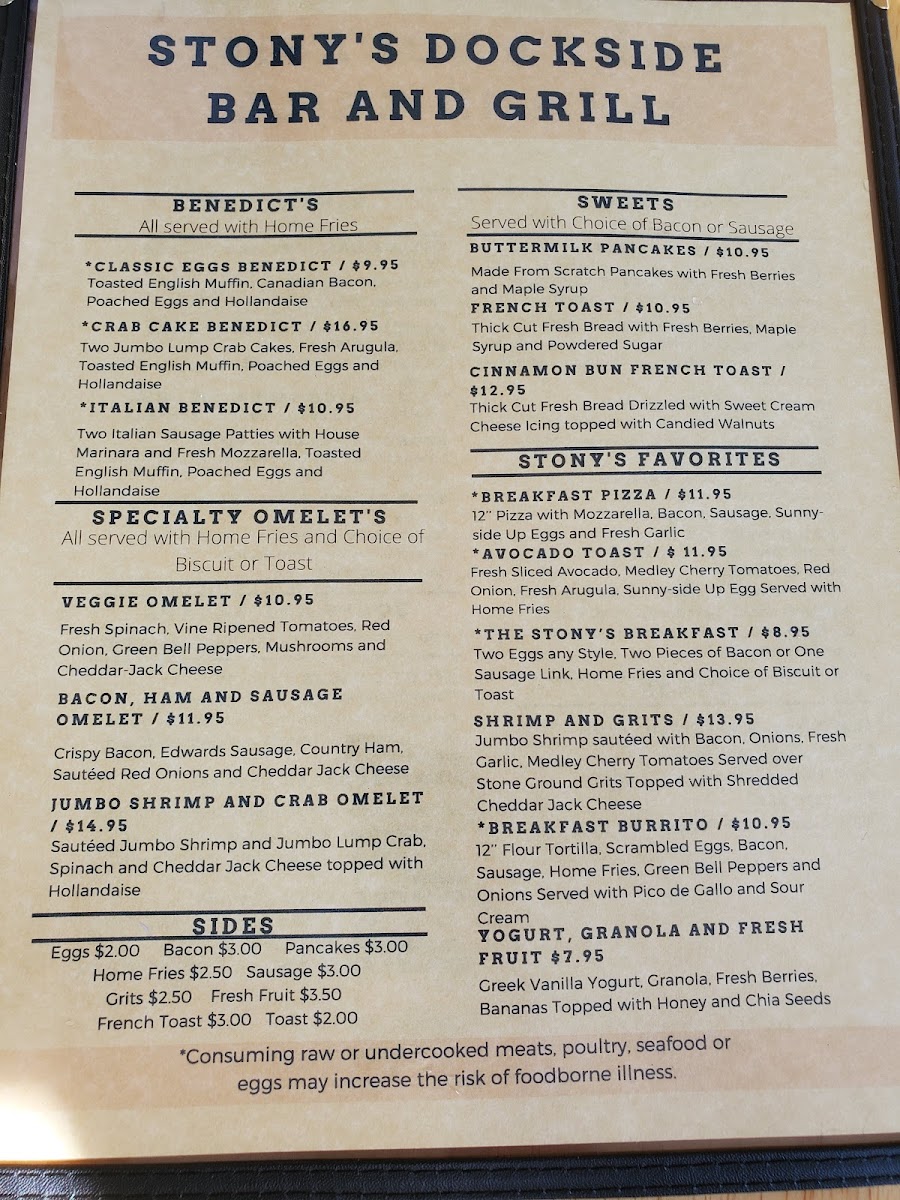 STONY'S DOCKSIDE
BAR AND GRILL
BENEDICT'S
All served with Home Fries
*CLASSIC EGGS BENEDICT / $9.95
Toasted English Muffin, Canadian Bacon,
Poached Eggs and Hollandaise
*CRAB CAKE BENEDICT / $16.95
Two Jumbo Lump Crab Cakes, Fresh Arugula,
Toasted English Muffin, Poached Eggs and
Hollandaise
*ITALIAN BENEDICT / $10.95
Two Italian Sausage Patties with House
Marinara and Fresh Mozzarella, Toasted
English Muffin, Poached Eggs and
Hollandaise
SPECIALTY OMELET'S
All served with Home Fries and Choice of
Biscuit or Toast
VEGGIE OMELET / $10.95
Fresh Spinach, Vine Ripened Tomatoes, Red
Onion, Green Bell Peppers, Mushrooms and
Cheddar-Jack Cheese
BACON, HAM AND SAUSAGE
OMELET / $11.95
Crispy Bacon, Edwards Sausage, Country Ham,
Sautéed Red Onions and Cheddar Jack Cheese
JUMBO SHRIMP AND CRAB OMELET
/ $14.95
Sautéed Jumbo Shrimp and Jumbo Lump Crab,
Spinach and Cheddar Jack Cheese topped with
Hollandaise
SIDES
Eggs $2.00 Bacon $3.00 Pancakes $3.00
Home Fries $2.50 Sausage $3.00
Grits $2.50 Fresh Fruit $3.50
French Toast $3.00 Toast $2.00
SWEETS
Served with Choice of Bacon or Sausage
BUTTERMILK PANCAKES / $10.95
Made From Scratch Pancakes with Fresh Berries
and Maple Syrup
FRENCH TOAST / $10.95
Thick Cut Fresh Bread with Fresh Berries, Maple
Syrup and Powdered Sugar
CINNAMON BUN FRENCH TOAST /
$12.95
Thick Cut Fresh Bread Drizzled with Sweet Cream
Cheese Icing topped with Candied Walnuts
STONY'S FAVORITES
*BREAKFAST PIZZA / $11.95
12" Pizza with Mozzarella, Bacon, Sausage, Sunny-
side Up Eggs and Fresh Garlic
*AVOCADO TOAST / $ 11.95
Fresh Sliced Avocado, Medley Cherry Tomatoes, Red
Onion, Fresh Arugula, Sunny-side Up Egg Served with
Home Fries
*THE STONY'S BREAKFAST / $8.95
Two Eggs any Style, Two Pieces of Bacon or One
Sausage Link, Home Fries and Choice of Biscuit or
Toast
SHRIMP AND GRITS / $13.95
Jumbo Shrimp sautéed with Bacon, Onions, Fresh
Garlic, Medley Cherry Tomatoes Served over
Stone Ground Grits Topped with Shredded
Cheddar Jack Cheese
*BREAKFAST BURRITO / $10.95
12" Flour Tortilla, Scrambled Eggs, Bacon,
Sausage, Home Fries, Green Bell Peppers and
Onions Served with Pico de Gallo and Sour
Cream
YOGURT, GRANOLA AND FRESH
FRUIT $7.95
Greek Vanilla Yogurt, Granola, Fresh Berries,
Bananas Topped with Honey and Chia Seeds
*Consuming raw or undercooked meats, poultry, seafood or
eggs may increase the risk of foodborne illness.